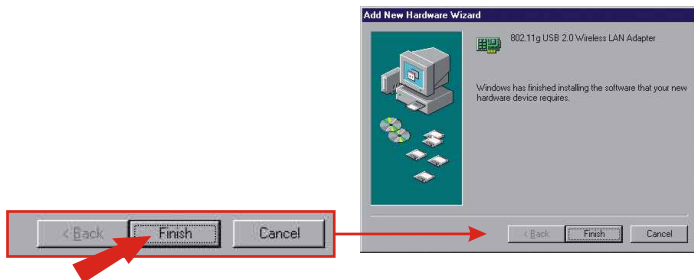 Add New Hardware Wizard
802.11g USB 2.0 Wireless LAN Adapter
Windows has finished installing the software that your new
hardware device requires.
< Back Finish Cancel
< Back Finish Cancel